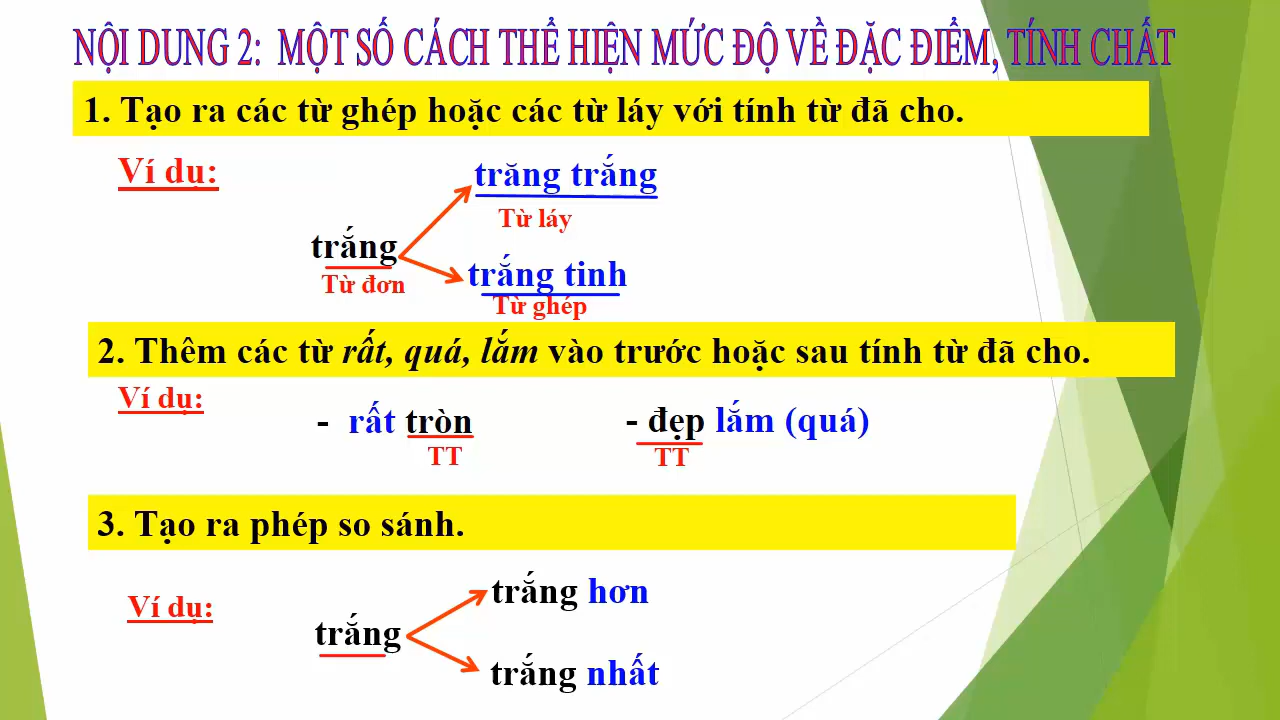 NỘI DUNG 2: MỘT SỐ CÁCH THỂ HIỆN MỨC ĐỘ VỀ ĐẶC ĐIỂM, TÍNH CHẤT
1. Tạo ra các từ ghép hoặc các từ láy với tính từ đã cho.
Ví dụ:
trăng trắng
Từ láy
trắng
Từ đơn
trắng tinh
Từ ghép
2. Thêm các từ rất, quá, lắm vào trước hoặc sau tính từ đã cho.
Ví dụ:
- rất tròn
TT
- đẹp lắm (quá)
TT
3. Tạo ra phép so sánh.
Ví dụ:
trắng
trắng hơn
trắng nhất